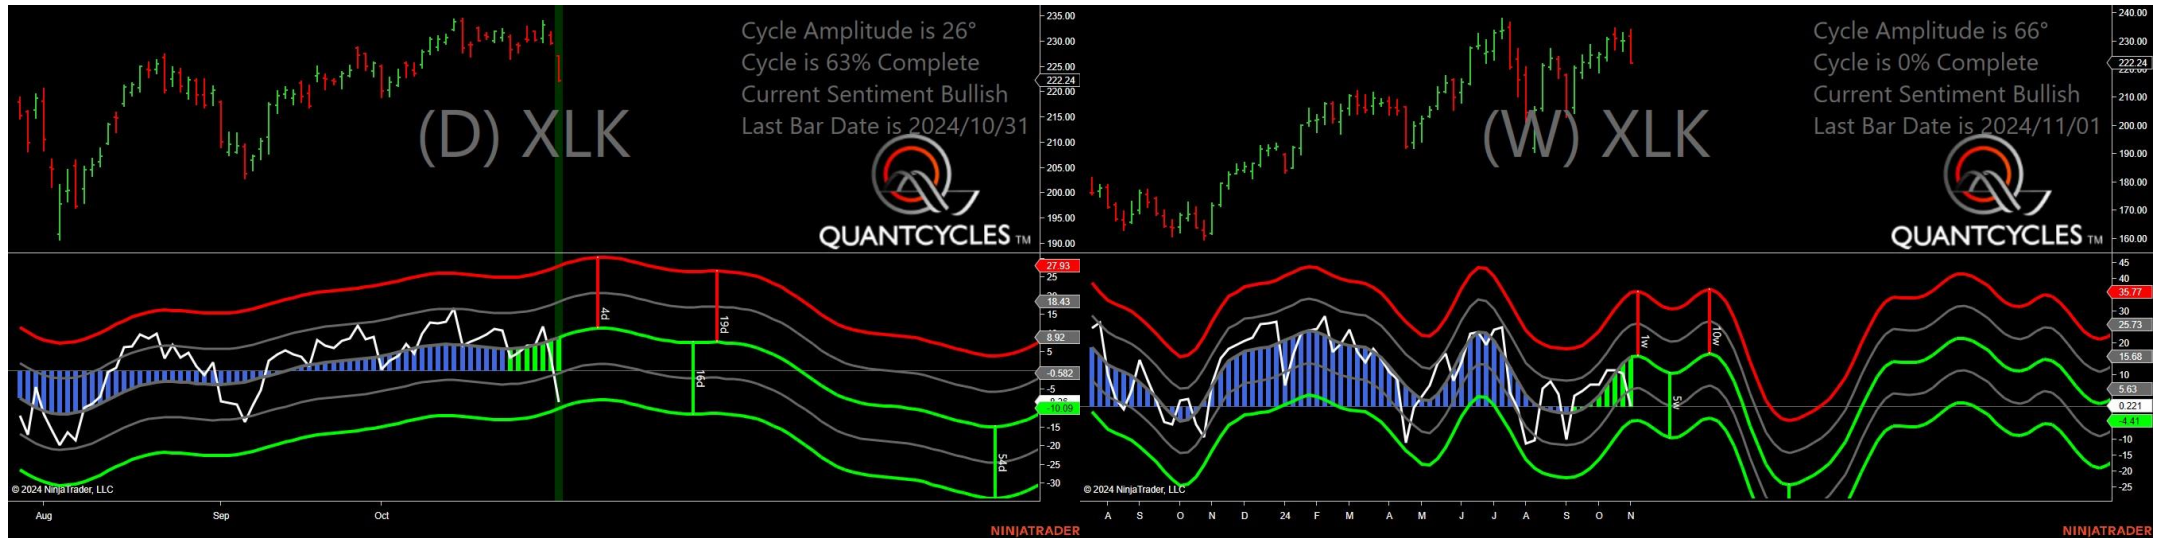 Cycle Amplitude is 26°
Cycle is 63% Complete
Current Sentiment Bullish
Last Bar Date is 2024/10/31
(D) XLK
QUANTCYCLES TM
235.00
230.00
225.00
222.24
220.00
215.00
210.00
205.00
200.00
195.00
190.00
27.93
25
18.43
15
8.92
5
-0.582
-5
-10.09
-15
-20
-25
-30
4d
19d
16d
54d
© 2024 NinjaTrader, LLC
Aug Sep Oct
NINJATRADER
Cycle Amplitude is 66°
Cycle is 0% Complete
Current Sentiment Bullish
Last Bar Date is 2024/11/01
(W) XLK
QUANTCYCLES TM
240.00
230.00
222.24
220.00
210.00
200.00
190.00
180.00
170.00
160.00
45
40
35.77
30
25.73
20
15.68
10
5.63
0.221
-4.41
-10
-15
-20
-25
1w
10w
5w
© 2024 NinjaTrader, LLC
A S O N D 24 F M A M J J A S O N
NINJATRADER